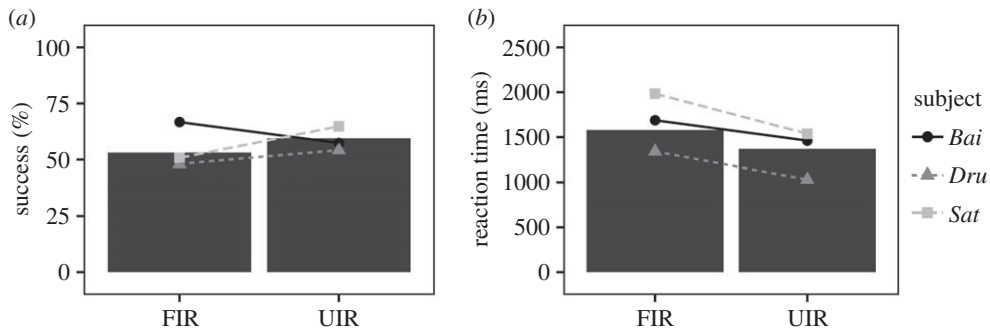 (a)
success (%)
100
75
50
25
0
FIR
UIR
(b)
reaction time (ms)
2500
2000
1500
1000
500
0
FIR
UIR
subject
Bai
Dru
Sat